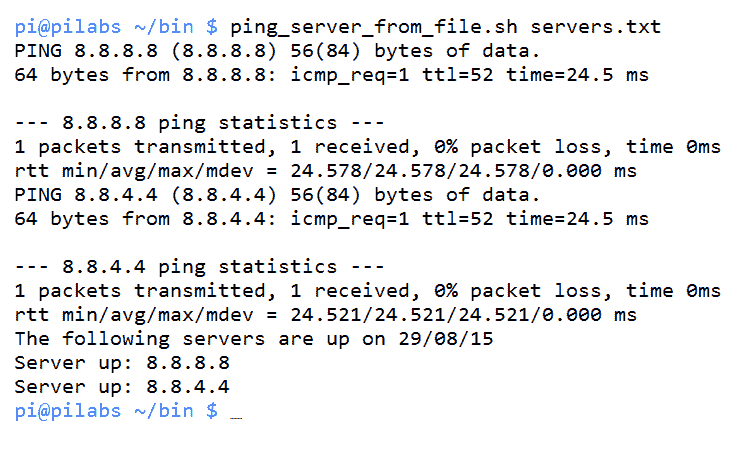 pi@pilabs ~/bin $ ping_server_from_file.sh servers.txt
PING 8.8.8.8 (8.8.8.8) 56(84) bytes of data.
64 bytes from 8.8.8.8: icmp_req=1 ttl=52 time=24.5 ms

--- 8.8.8.8 ping statistics ---
1 packets transmitted, 1 received, 0% packet loss, time 0ms
rtt min/avg/max/mdev = 24.578/24.578/24.578/0.000 ms
PING 8.8.4.4 (8.8.4.4) 56(84) bytes of data.
64 bytes from 8.8.4.4: icmp_req=1 ttl=52 time=24.5 ms

--- 8.8.4.4 ping statistics ---
1 packets transmitted, 1 received, 0% packet loss, time 0ms
rtt min/avg/max/mdev = 24.521/24.521/24.521/0.000 ms
The following servers are up on 29/08/15
Server up: 8.8.8.8
Server up: 8.8.4.4
pi@pilabs ~/bin $ _